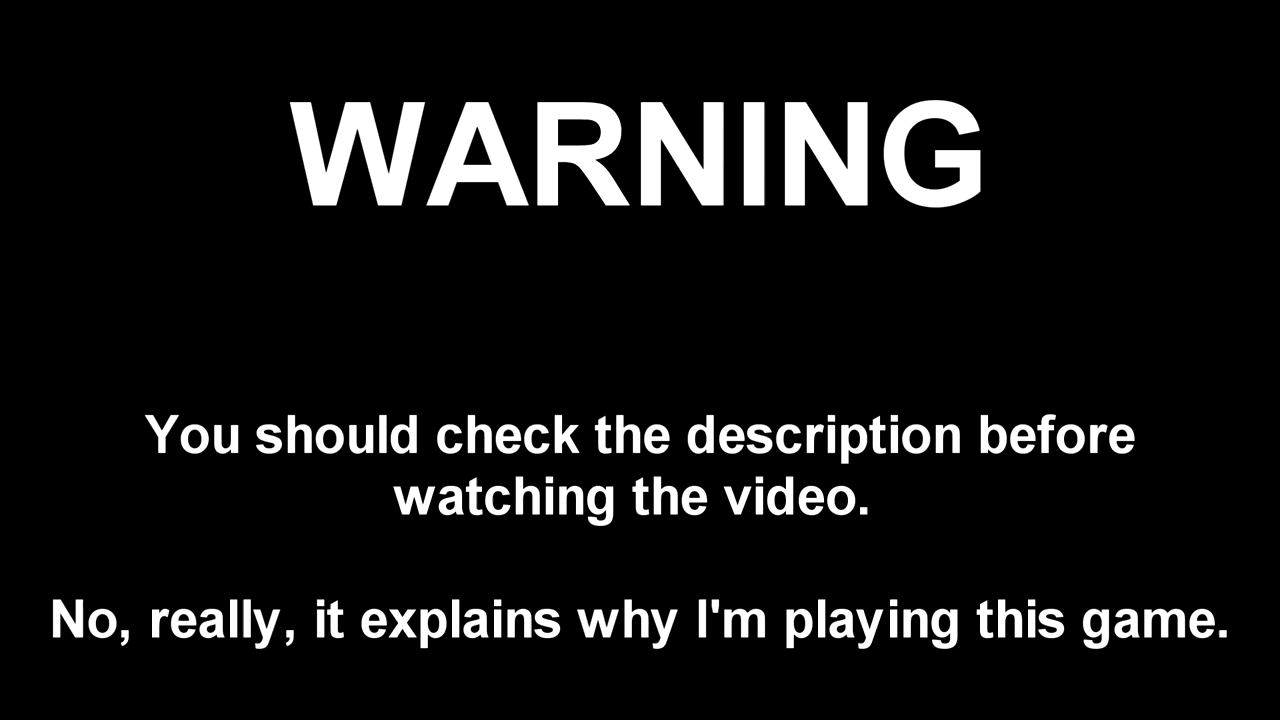 WARNING
You should check the description before
watching the video.
No, really, it explains why I'm playing this game.